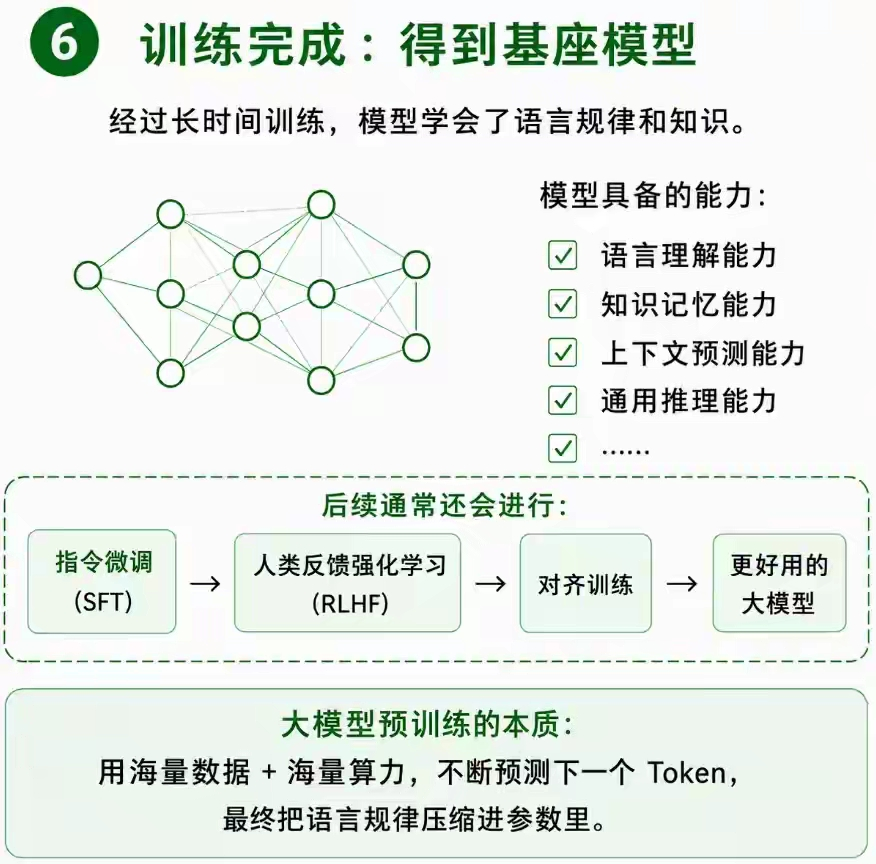 6 训练完成：得到基座模型
经过长时间训练，模型学会了语言规律和知识。
模型具备的能力：
语言理解能力
知识记忆能力
上下文预测能力
通用推理能力
……
后续通常还会进行：
指令微调
(SFT)
人类反馈强化学习
(RLHF)
对齐训练
更好用的
大模型
大模型预训练的本质：
用海量数据 + 海量算力，不断预测下一个 Token，
最终把语言规律压缩进参数里。